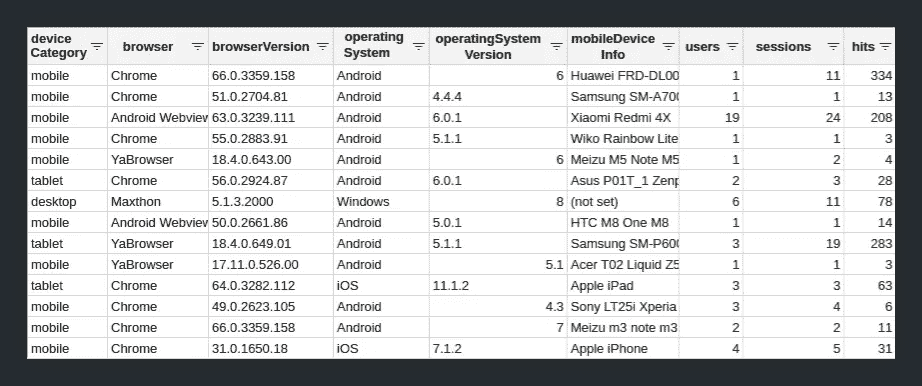 device Category browser browserVersion operating System operatingSystem Version mobileDevice Info users sessions hits
mobile Chrome 66.0.3359.158 Android 6 Huawei FRD-DL00 1 11 334
mobile Chrome 51.0.2704.81 Android 4.4.4 Samsung SM-A700 1 1 13
mobile Android Webview 63.0.3239.111 Android 6.0.1 Xiaomi Redmi 4X 19 24 208
mobile Chrome 55.0.2883.91 Android 5.1.1 Wiko Rainbow Lite 1 1 3
mobile YaBrowser 18.4.0.643.00 Android 6 Meizu M5 Note M5 1 2 4
tablet Chrome 56.0.2924.87 Android 6.0.1 Asus P01T_1 Zenp 2 3 28
desktop Maxthon 5.1.3.2000 Windows 8 (not set) 6 11 78
mobile Android Webview 50.0.2661.86 Android 5.0.1 HTC M8 One M8 1 1 14
tablet YaBrowser 18.4.0.649.01 Android 5.1.1 Samsung SM-P600 3 19 283
mobile YaBrowser 17.11.0.526.00 Android 5.1 Acer T02 Liquid Z5 1 1 3
tablet Chrome 64.0.3282.112 iOS 11.1.2 Apple iPad 3 3 63
mobile Chrome 49.0.2623.105 Android 4.3 Sony LT25i Xperia 3 4 6
mobile Chrome 66.0.3359.158 Android 7 Meizu m3 note m3 2 2 11
mobile Chrome 31.0.1650.18 iOS 7.1.2 Apple iPhone 4 5 31